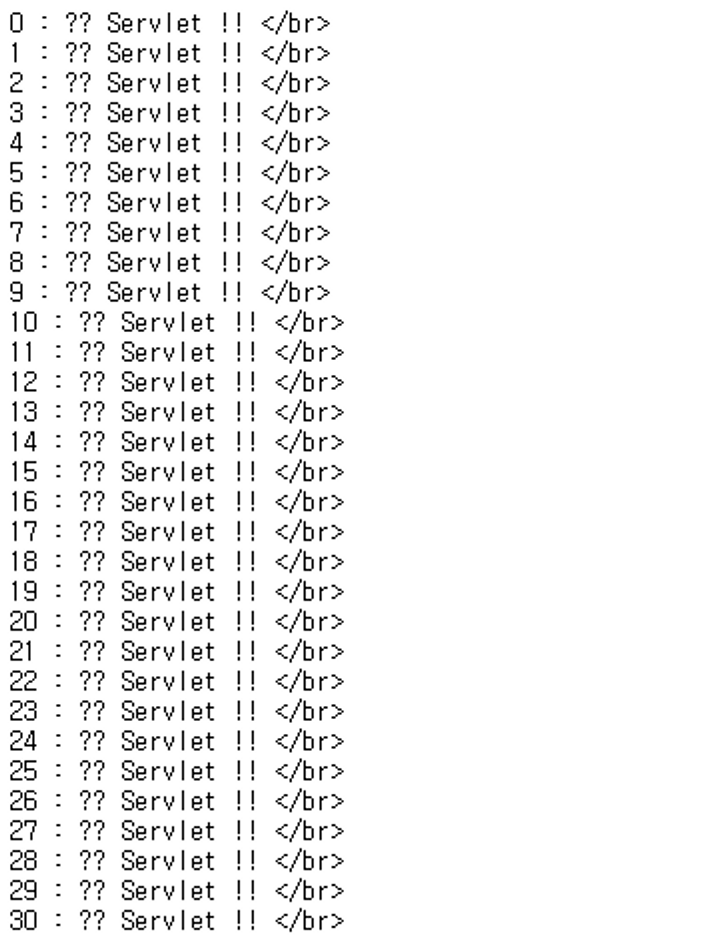 0 : ?? Servlet !! </br>
1 : ?? Servlet !! </br>
2 : ?? Servlet !! </br>
3 : ?? Servlet !! </br>
4 : ?? Servlet !! </br>
5 : ?? Servlet !! </br>
6 : ?? Servlet !! </br>
7 : ?? Servlet !! </br>
8 : ?? Servlet !! </br>
9 : ?? Servlet !! </br>
10 : ?? Servlet !! </br>
11 : ?? Servlet !! </br>
12 : ?? Servlet !! </br>
13 : ?? Servlet !! </br>
14 : ?? Servlet !! </br>
15 : ?? Servlet !! </br>
16 : ?? Servlet !! </br>
17 : ?? Servlet !! </br>
18 : ?? Servlet !! </br>
19 : ?? Servlet !! </br>
20 : ?? Servlet !! </br>
21 : ?? Servlet !! </br>
22 : ?? Servlet !! </br>
23 : ?? Servlet !! </br>
24 : ?? Servlet !! </br>
25 : ?? Servlet !! </br>
26 : ?? Servlet !! </br>
27 : ?? Servlet !! </br>
28 : ?? Servlet !! </br>
29 : ?? Servlet !! </br>
30 : ?? Servlet !! </br>